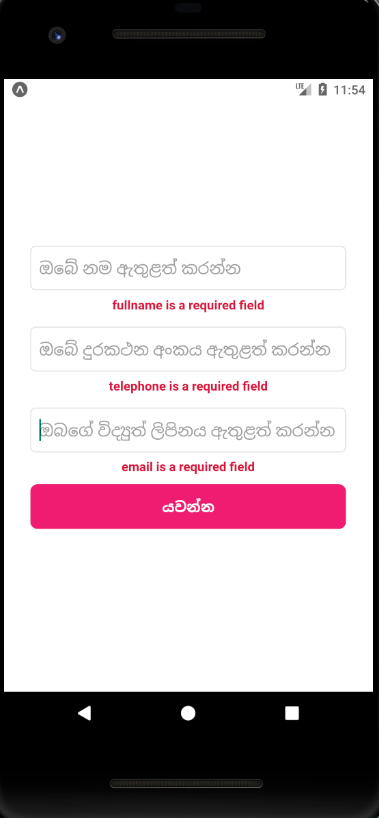 LTE 11:54
ඔබේ නම ඇතුළත් කරන්න
fullname is a required field
ඔබේ දුරකථන අංකය ඇතුළත් කරන්න
telephone is a required field
ඔබගේ විද්‍යුත් ලිපිනය ඇතුළත් කරන්න
email is a required field
යවන්න